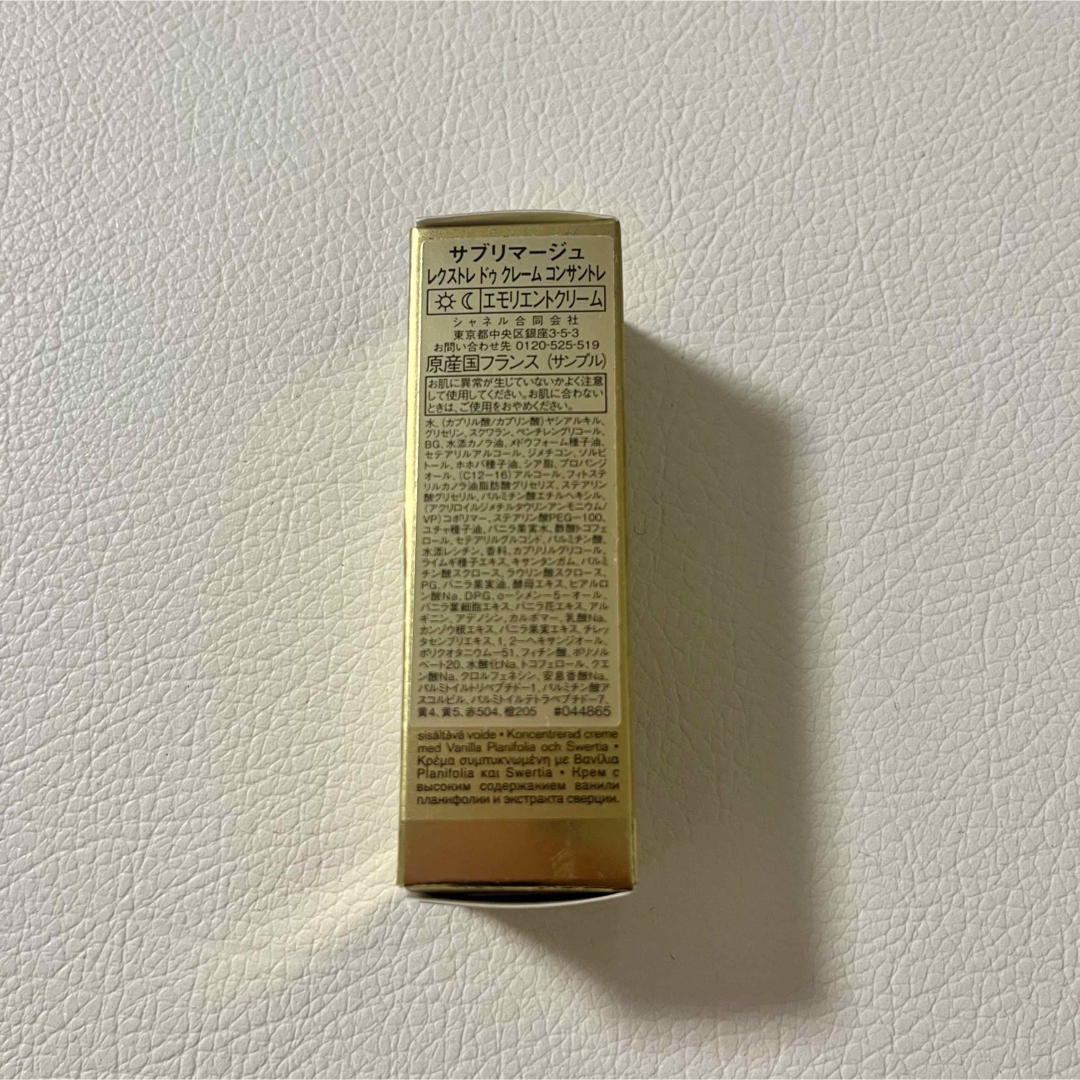 サブリマージュ
レクストレ ドゥ クレーム コンサントレ
エモリエントクリーム
シャネル合同会社
東京都中央区銀座3-5-3
お問い合わせ先 0120-525-519
原産国フランス (サンプル)
お肌に異常が生じていないかよく注意
して使用してください。お肌に合わない
ときは、ご使用をおやめください。
水、(カプリル酸/カプリン酸)ヤシアルキル、
グリセリン、スクワラン、ペンチレングリコール、
BG、水添カノラ油、メドウフォーム種子油、
セテアリルアルコール、ジメチコン、ソルビ
トール、ホホバ種子油、シア脂、プロパンジ
オール、(C12-16)アルコール、フィトステ
リルカノラ油脂肪酸グリセリズ、ステアリン
酸グリセリル、パルミチン酸エチルヘキシル、
(アクリロイルジメチルタウリンアンモニウム/
VP)コポリマー、ステアリン酸PEG-100、
ユチャ種子油、バニラ果実水、酢酸トコフェ
ロール、セテアリルグルコシド、パルミチン酸、
水添レシチン、香料、カプリリルグリコール、
ライムギ種子エキス、キサンタンガム、パルミ
チン酸スクロース、ラウリン酸スクロース、
PG、バニラ果実油、酵母エキス、ヒアルロ
ン酸Na、DPG、o-シメン-5-オール、
バニラ葉細胞エキス、バニラ花エキス、アル
ギニン、アデノシン、カルボマー、乳酸Na、
カンゾウ根エキス、バニラ果実エキス、チレッ
タセンブリエキス、1,2-ヘキサンジオール、
ポリクオタニウム-51、フィチン酸、ポリソル
ベート20、水酸化Na、トコフェロール、クエ
ン酸Na、クロルフェネシン、安息香酸Na、
パルミトイルトリペプチド-1、パルミチン酸ア
スコルビル、パルミトイルテトラペプチド-7、
黄4、黄5、赤504、橙205 #044865
sisältävä voide • Koncentrerad creme
med Vanilla Planifolia och Swertia •
Κρέμα συμπυκνωμένη με Βανίλια
Planifolia και Swertia • Крем с
высоким содержанием ванили
планифолии и экстракта сверции.